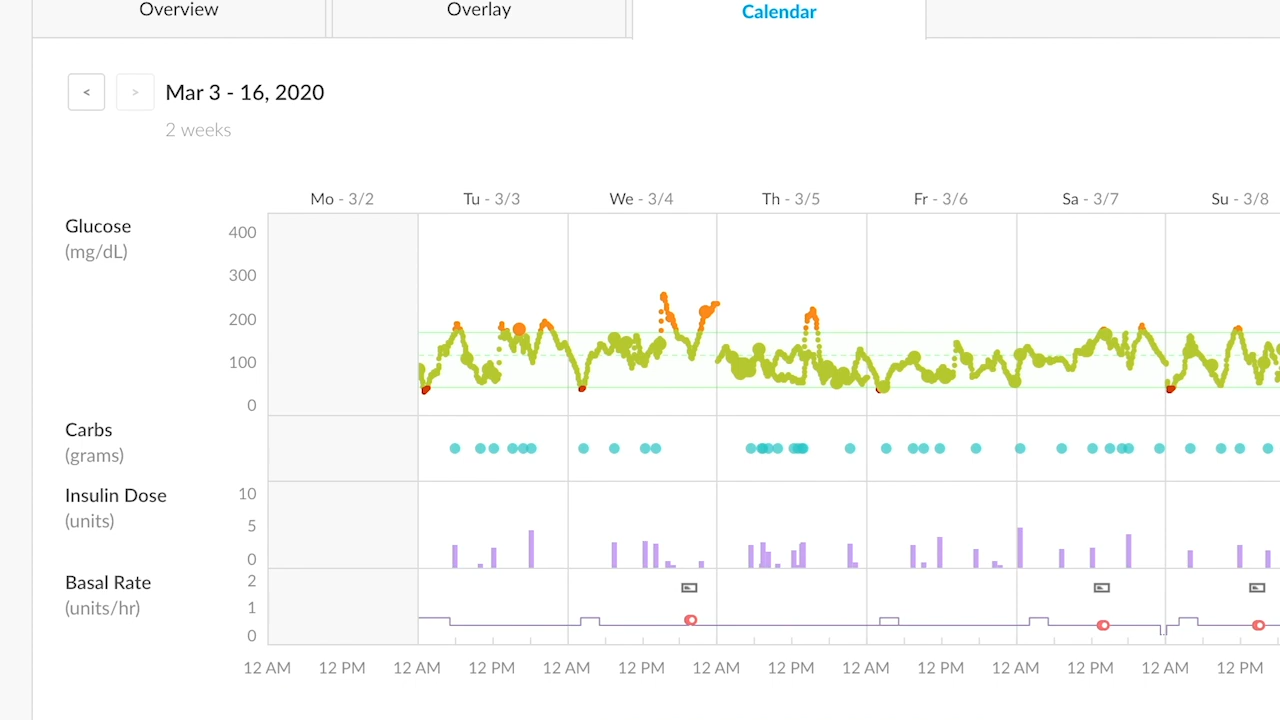 Overview Overlay Calendar
< > Mar 3 - 16, 2020
2 weeks
Mo - 3/2 Tu - 3/3 We - 3/4 Th - 3/5 Fr - 3/6 Sa - 3/7 Su - 3/8
Glucose
(mg/dL)
400
300
200
100
0
Carbs
(grams)
Insulin Dose
(units)
10
5
0
Basal Rate
(units/hr)
2
1
0
12 AM 12 PM 12 AM 12 PM 12 AM 12 PM 12 AM 12 PM 12 AM 12 PM 12 AM 12 PM 12 AM 12 PM